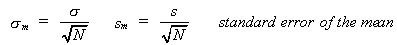 σm = σ/√N   sm = s/√N   standard error of the mean